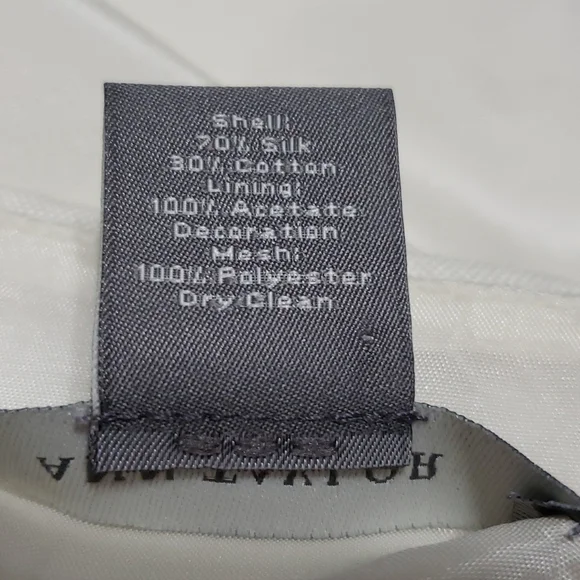 Shell:
70% Silk
30% Cotton
Lining:
100% Acetate
Decoration
Mesh:
100% Polyester
Dry Clean